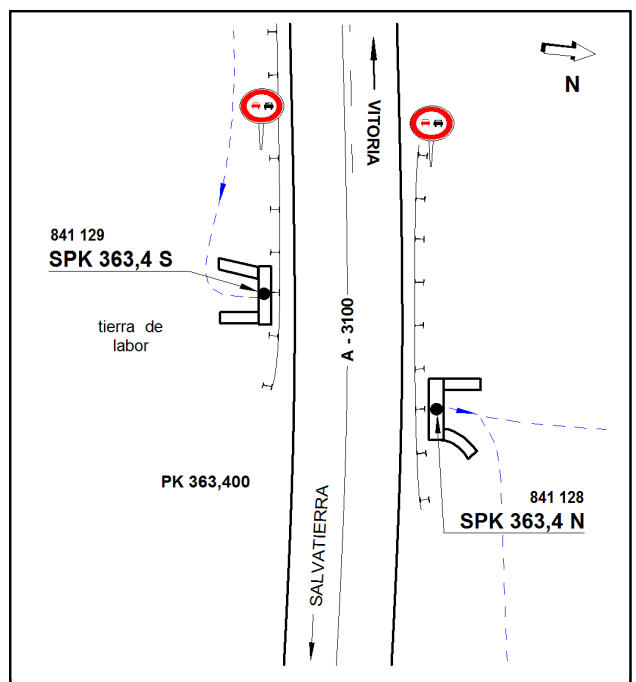 N
VITORIA
841 129
SPK 363,4 S
tierra de
labor
A - 3100
PK 363,400
841 128
SPK 363,4 N
SALVATIERRA